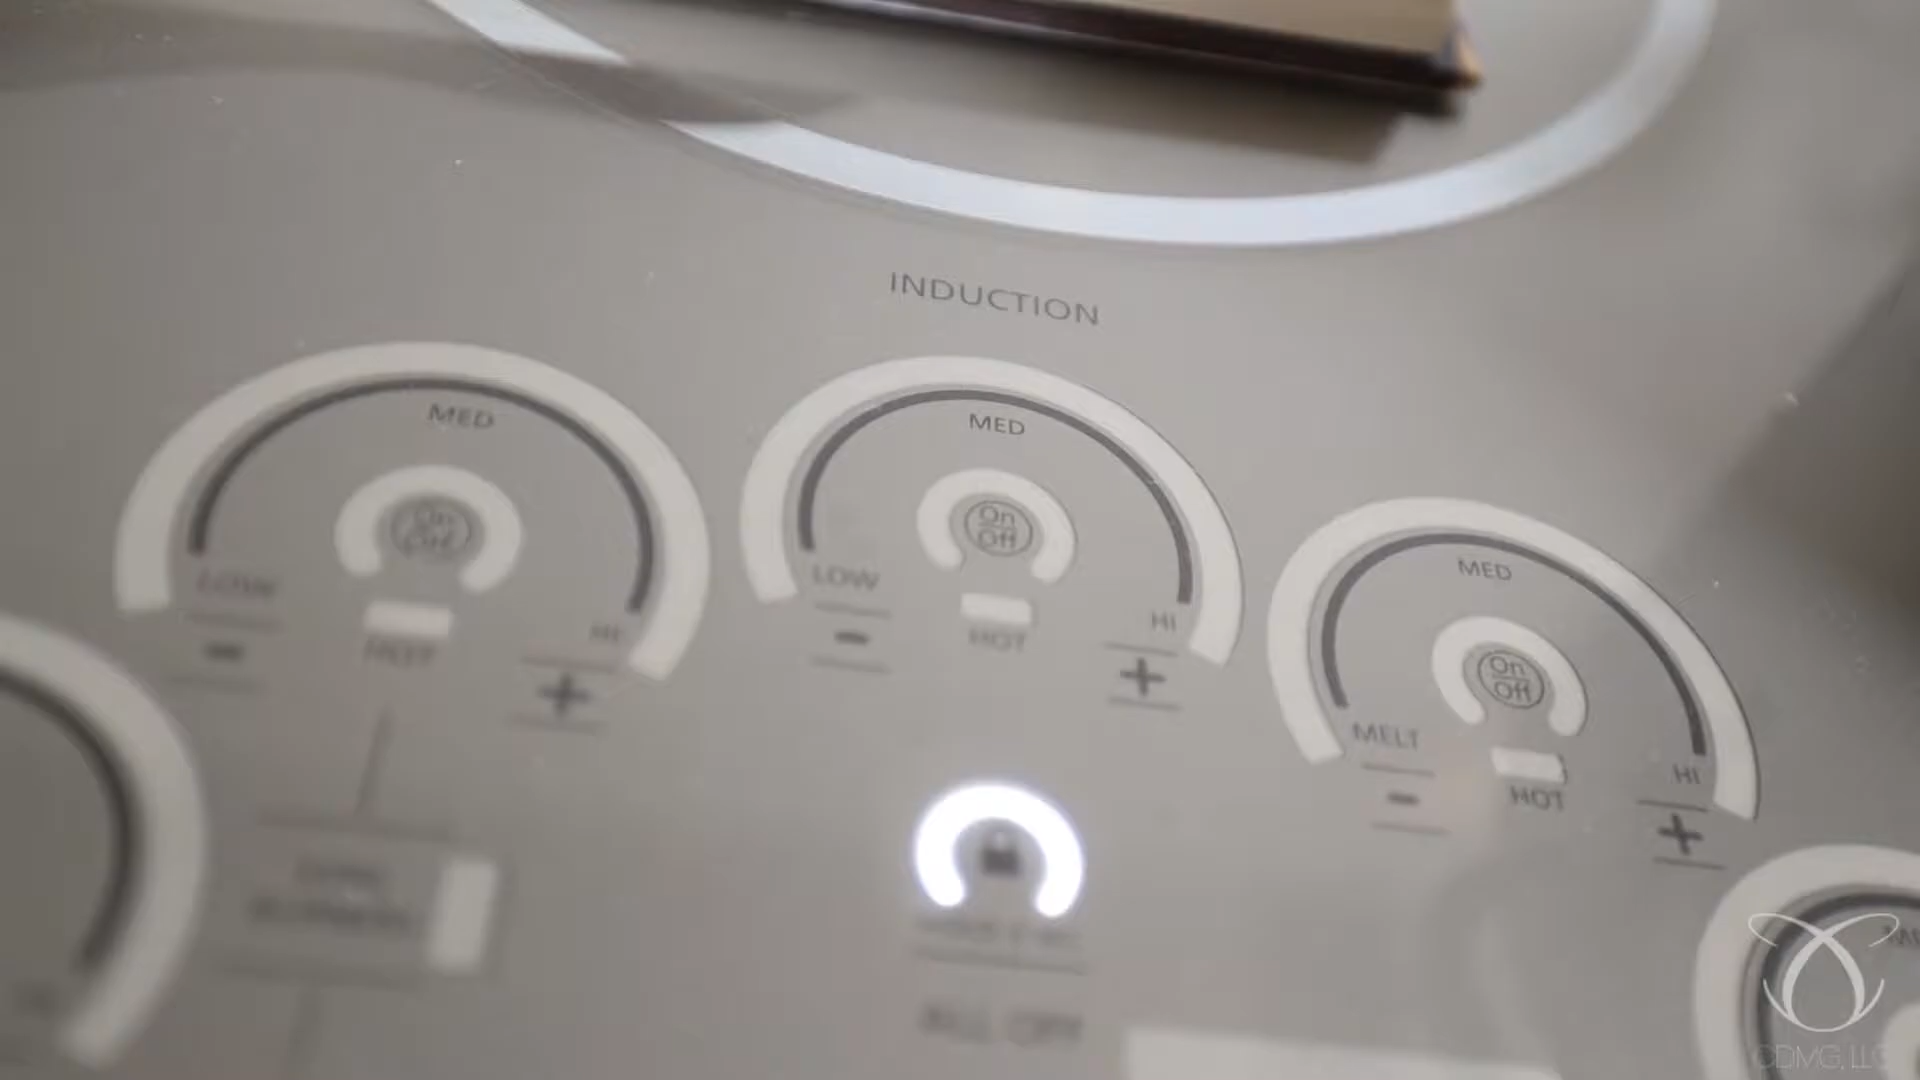 INDUCTION
MED
On
Off
LOW
HI
HOT
-
+
MED
On
Off
LOW
HI
HOT
-
+
MED
On
Off
MELT
HI
HOT
-
+
ALL OFF
CDMG, LLC